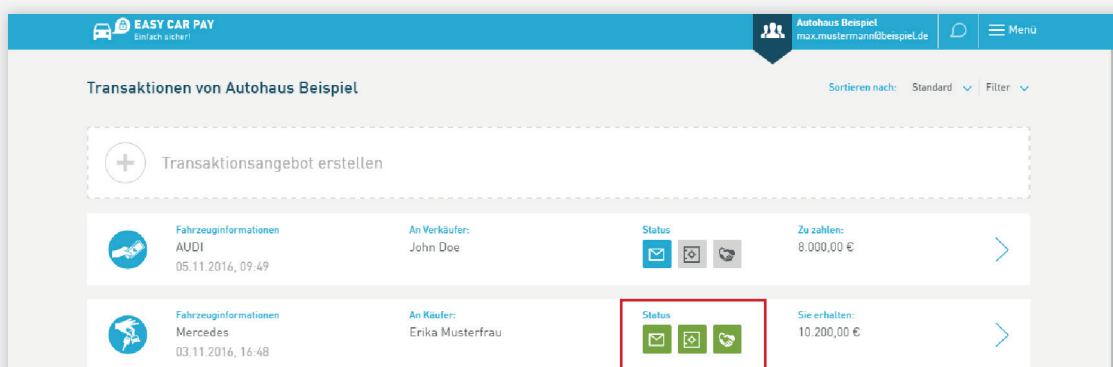 EASY CAR PAY
Einfach sicher!
Autohaus Beispiel
max.mustermann@beispiel.de
Menü
Transaktionen von Autohaus Beispiel
Sortieren nach: Standard Filter
Transaktionsangebot erstellen
Fahrzeuginformationen An Verkäufer: Status Zu zahlen:
AUDI John Doe 8.000,00 €
05.11.2016, 09:49
Fahrzeuginformationen An Käufer: Status Sie erhalten:
Mercedes Erika Musterfrau 10.200,00 €
03.11.2016, 16:48